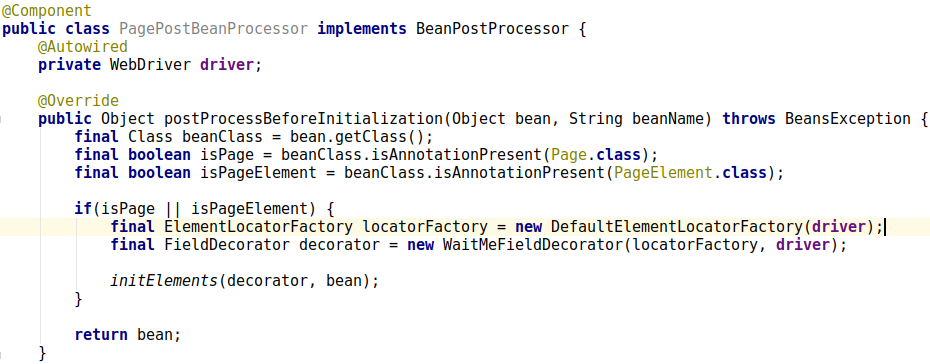 @Component
public class PagePostBeanProcessor implements BeanPostProcessor {
    @Autowired
    private WebDriver driver;

    @Override
    public Object postProcessBeforeInitialization(Object bean, String beanName) throws BeansException {
        final Class beanClass = bean.getClass();
        final boolean isPage = beanClass.isAnnotationPresent(Page.class);
        final boolean isPageElement = beanClass.isAnnotationPresent(PageElement.class);

        if(isPage || isPageElement) {
            final ElementLocatorFactory locatorFactory = new DefaultElementLocatorFactory(driver);
            final FieldDecorator decorator = new WaitMeFieldDecorator(locatorFactory, driver);

            initElements(decorator, bean);
        }

        return bean;
    }